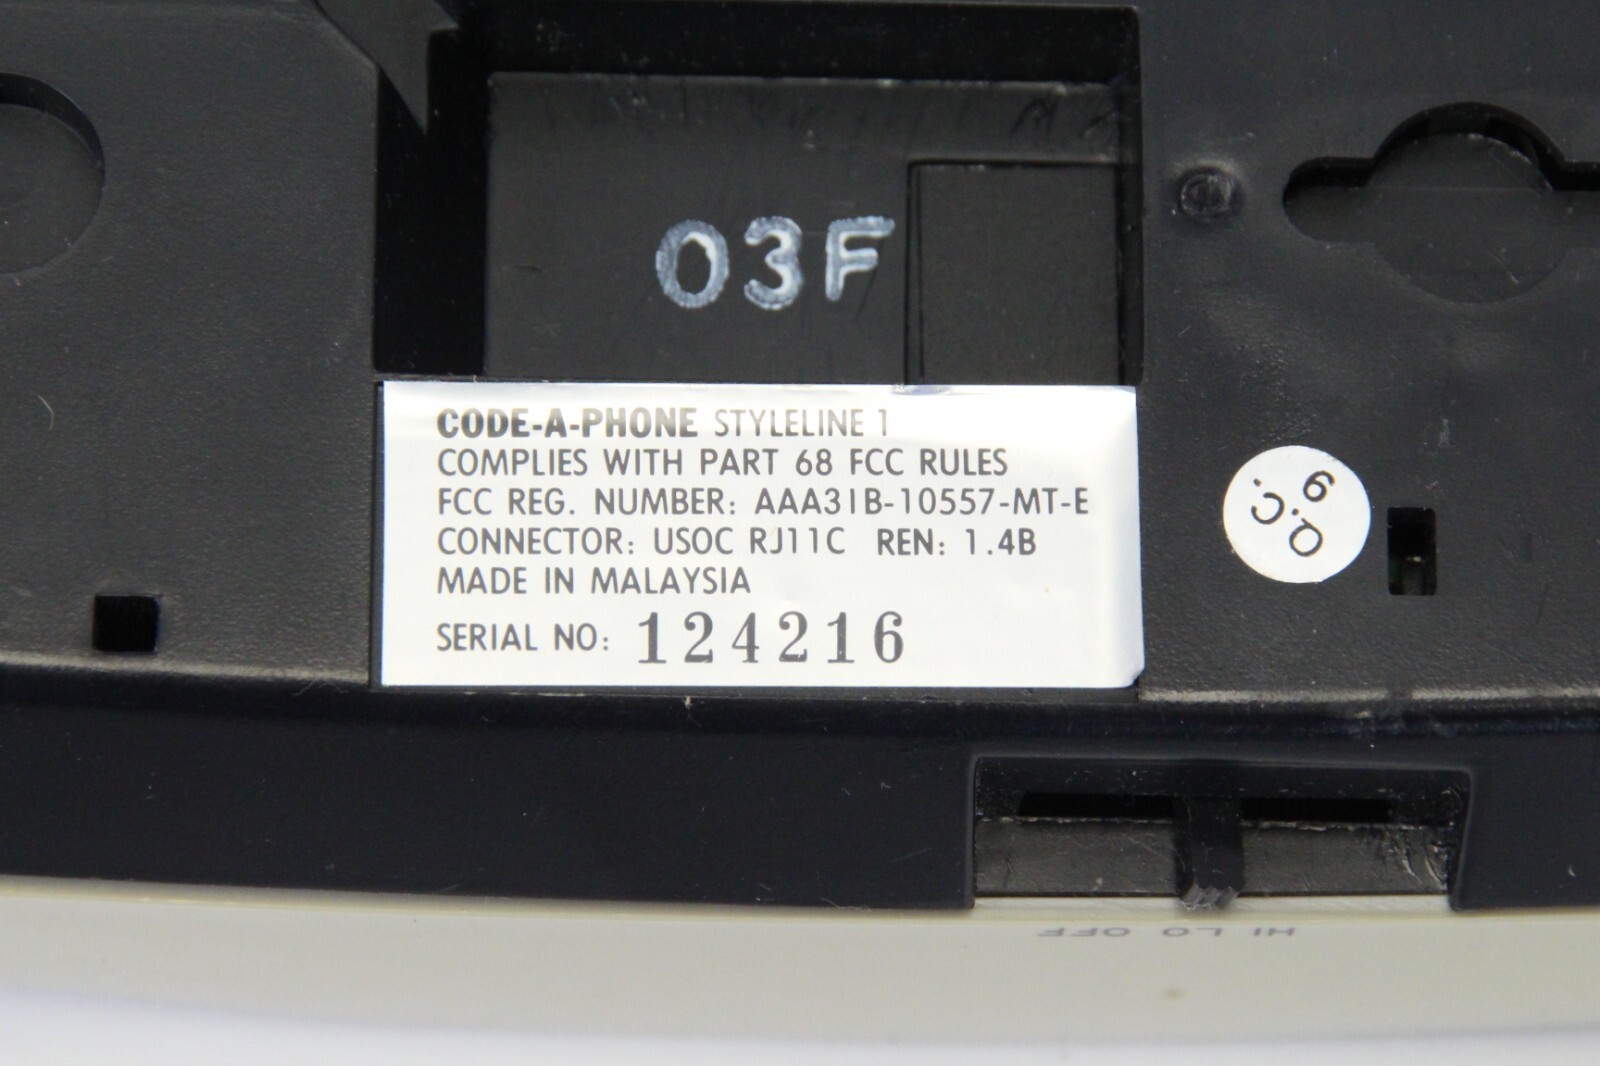 03F
CODE-A-PHONE STYLELINE 1
COMPLIES WITH PART 68 FCC RULES
FCC REG. NUMBER: AAA31B-10557-MT-E
CONNECTOR: USOC RJ11C REN: 1.4B
MADE IN MALAYSIA
SERIAL NO: 124216
Q.C.
9
HI LO OFF